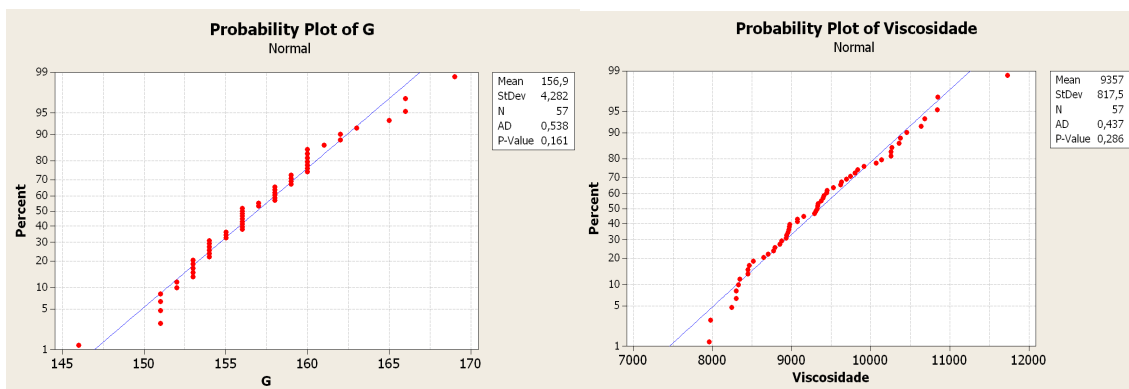 Probability Plot of G
Normal
99
95
90
80
70
60
50
40
30
20
10
5
1
Percent
145
150
155
160
165
170
G
Mean 156,9
StDev 4,282
N 57
AD 0,538
P-Value 0,161
Probability Plot of Viscosidade
Normal
99
95
90
80
70
60
50
40
30
20
10
5
1
Percent
7000
8000
9000
10000
11000
12000
Viscosidade
Mean 9357
StDev 817,5
N 57
AD 0,437
P-Value 0,286